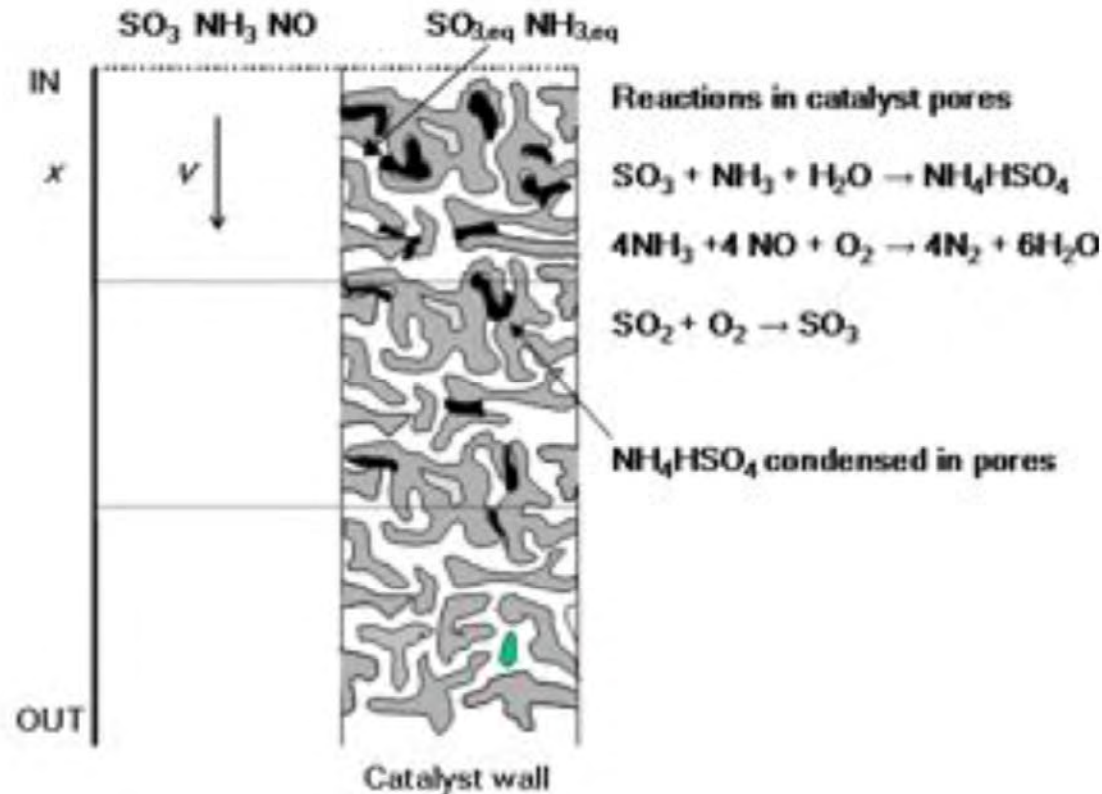 SO₃ NH₃ NO
SO₃,eq NH₃,eq
IN
x
v
Reactions in catalyst pores
SO₃ + NH₃ + H₂O → NH₄HSO₄
4NH₃ +4 NO + O₂ → 4N₂ + 6H₂O
SO₂ + O₂ → SO₃
NH₄HSO₄ condensed in pores
OUT
Catalyst wall